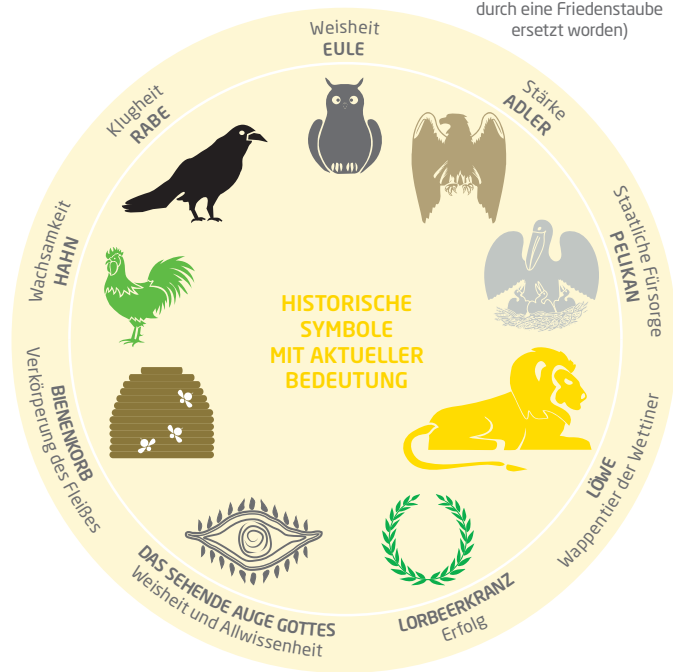 durch eine Friedenstaube
ersetzt worden)
Weisheit
EULE
Stärke
ADLER
Staatliche Fürsorge
PELIKAN
Wappentier der Wettiner
LÖWE
LORBEERKRANZ
Erfolg
DAS SEHENDE AUGE GOTTES
Weisheit und Allwissenheit
BIENENKORB
Verkörperung des Fleißes
Wachsamkeit
HAHN
Klugheit
RABE
HISTORISCHE
SYMBOLE
MIT AKTUELLER
BEDEUTUNG